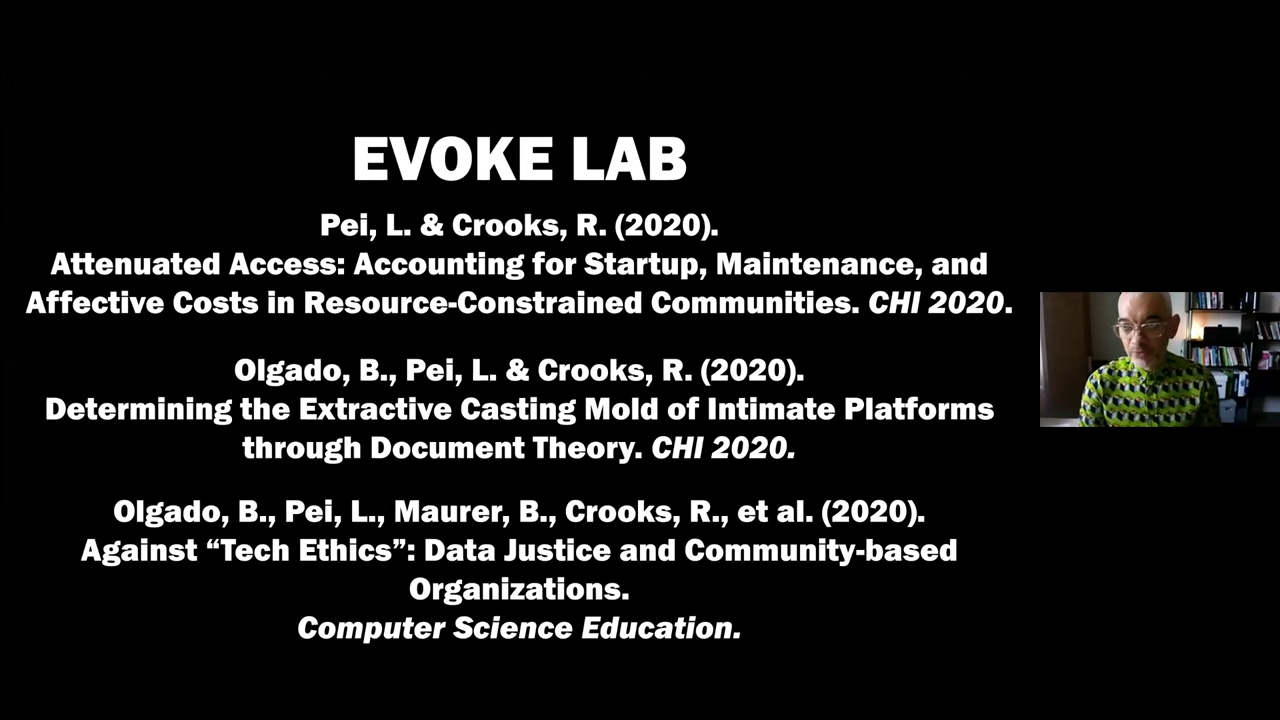 EVOKE LAB
Pei, L. & Crooks, R. (2020).
Attenuated Access: Accounting for Startup, Maintenance, and
Affective Costs in Resource-Constrained Communities. CHI 2020.
Olgado, B., Pei, L. & Crooks, R. (2020).
Determining the Extractive Casting Mold of Intimate Platforms
through Document Theory. CHI 2020.
Olgado, B., Pei, L., Maurer, B., Crooks, R., et al. (2020).
Against “Tech Ethics”: Data Justice and Community-based
Organizations.
Computer Science Education.